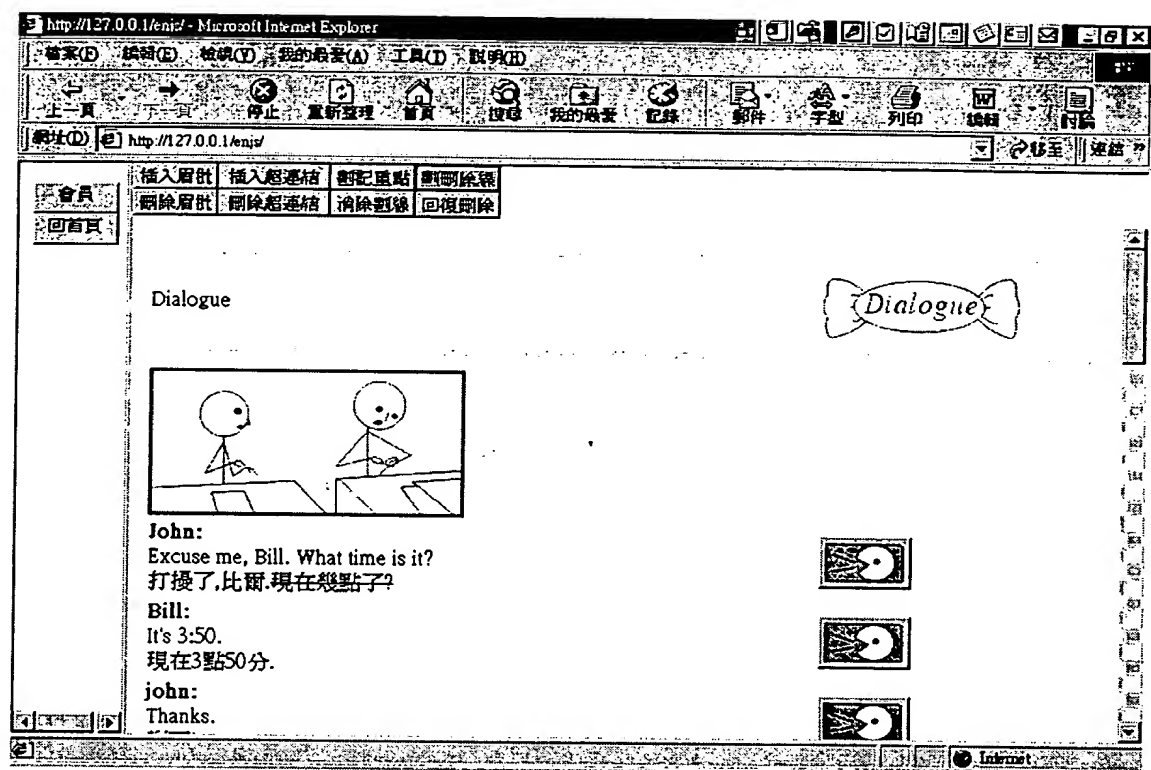 http://127.0.0.1/enjs/ - Microsoft Internet Explorer
檔案(F) 編輯(E) 檢視(V) 我的最愛(A) 工具(T) 說明(H)
上一頁 下一頁 停止 重新整理 首頁 搜尋 我的最愛 記錄 郵件 字型 列印 編輯 討論
網址(D) http://127.0.0.1/enjs/ 移至 連結 »
會員
回首頁
插入眉批 插入超連結 劃記重點 劃刪除線
刪除眉批 刪除超連結 消除劃線 回復刪除
Dialogue
Dialogue
John:
Excuse me, Bill. What time is it?
打擾了,比爾.現在幾點了?
Bill:
It's 3:50.
現在3點50分.
john:
Thanks.
Internet